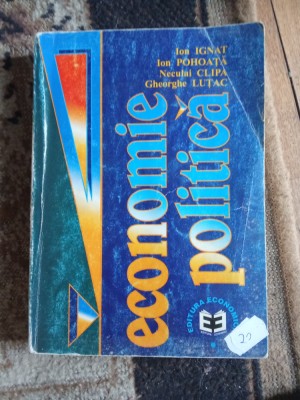 Ion IGNAT
Ion POHOAȚĂ
Neculai CLIPA
Gheorghe LUȚAC
economie
politică
EDITURA ECONOMICĂ